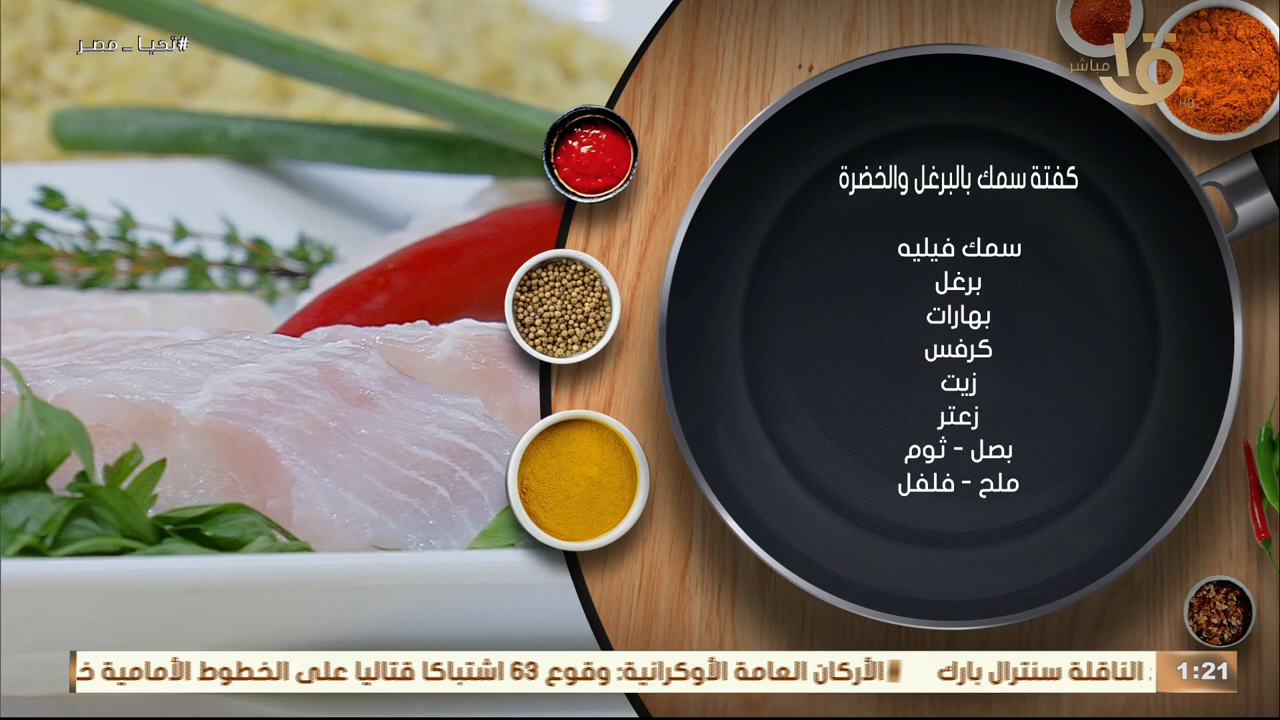 #تحيا_مصر
مباشر
HD
كفتة سمك بالبرغل والخضرة
سمك فيليه
برغل
بهارات
كرفس
زيت
زعتر
بصل - ثوم
ملح - فلفل
1:21
الناقلة سنترال بارك
الأركان العامة الأوكرانية: وقوع 63 اشتباكا قتاليا على الخطوط الأمامية